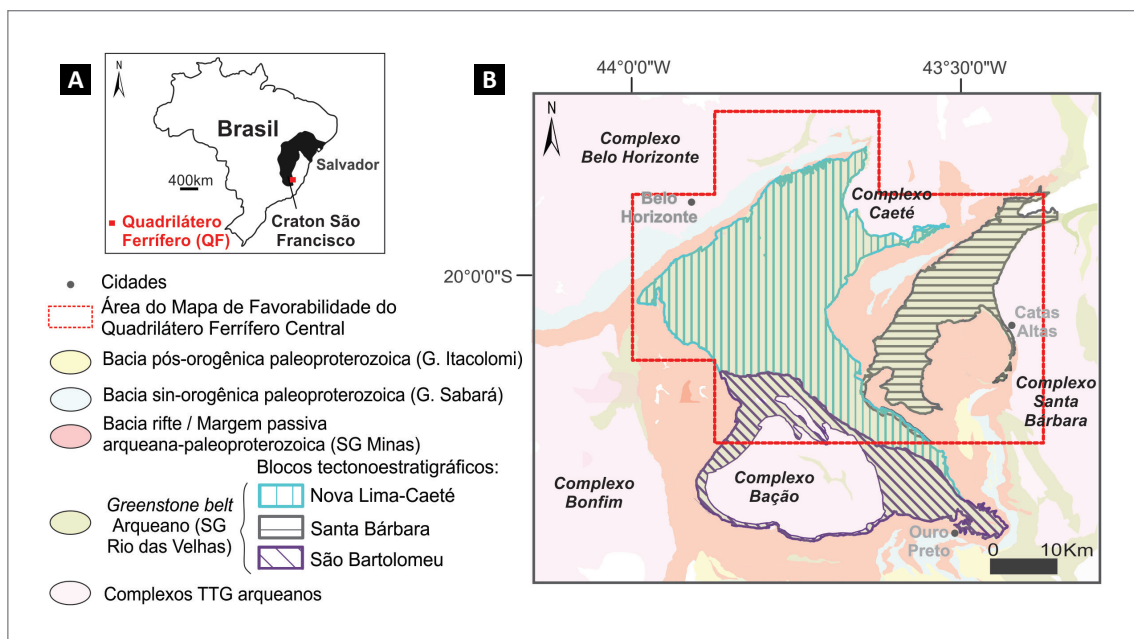 A
N
Brasil
Salvador
400km
Quadrilátero
Ferrífero (QF)
Craton São
Francisco
Cidades
Área do Mapa de Favorabilidade do
Quadrilátero Ferrífero Central
Bacia pós-orogênica paleoproterozoica (G. Itacolomi)
Bacia sin-orogênica paleoproterozoica (G. Sabará)
Bacia rifte / Margem passiva
arqueana-paleoproterozoica (SG Minas)
Blocos tectonoestratigráficos:
Greenstone belt
Arqueano (SG
Rio das Velhas)
Nova Lima-Caeté
Santa Bárbara
São Bartolomeu
Complexos TTG arqueanos
B
44°0'0"W
43°30'0"W
20°0'0"S
N
Complexo
Belo Horizonte
Belo
Horizonte
Complexo
Caeté
Catas
Altas
Complexo
Santa
Bárbara
Complexo
Bonfim
Complexo
Bação
Ouro
Preto
0 10Km